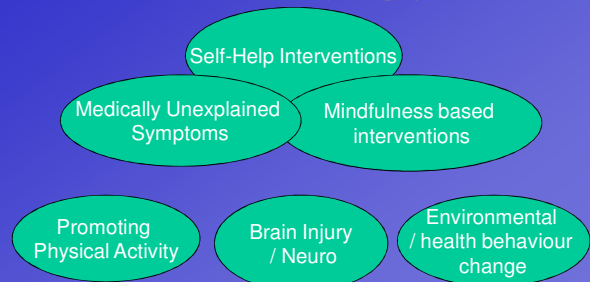 Self-Help Interventions
Medically Unexplained
Symptoms
Mindfulness based
interventions
Promoting
Physical Activity
Brain Injury
/ Neuro
Environmental
/ health behaviour
change